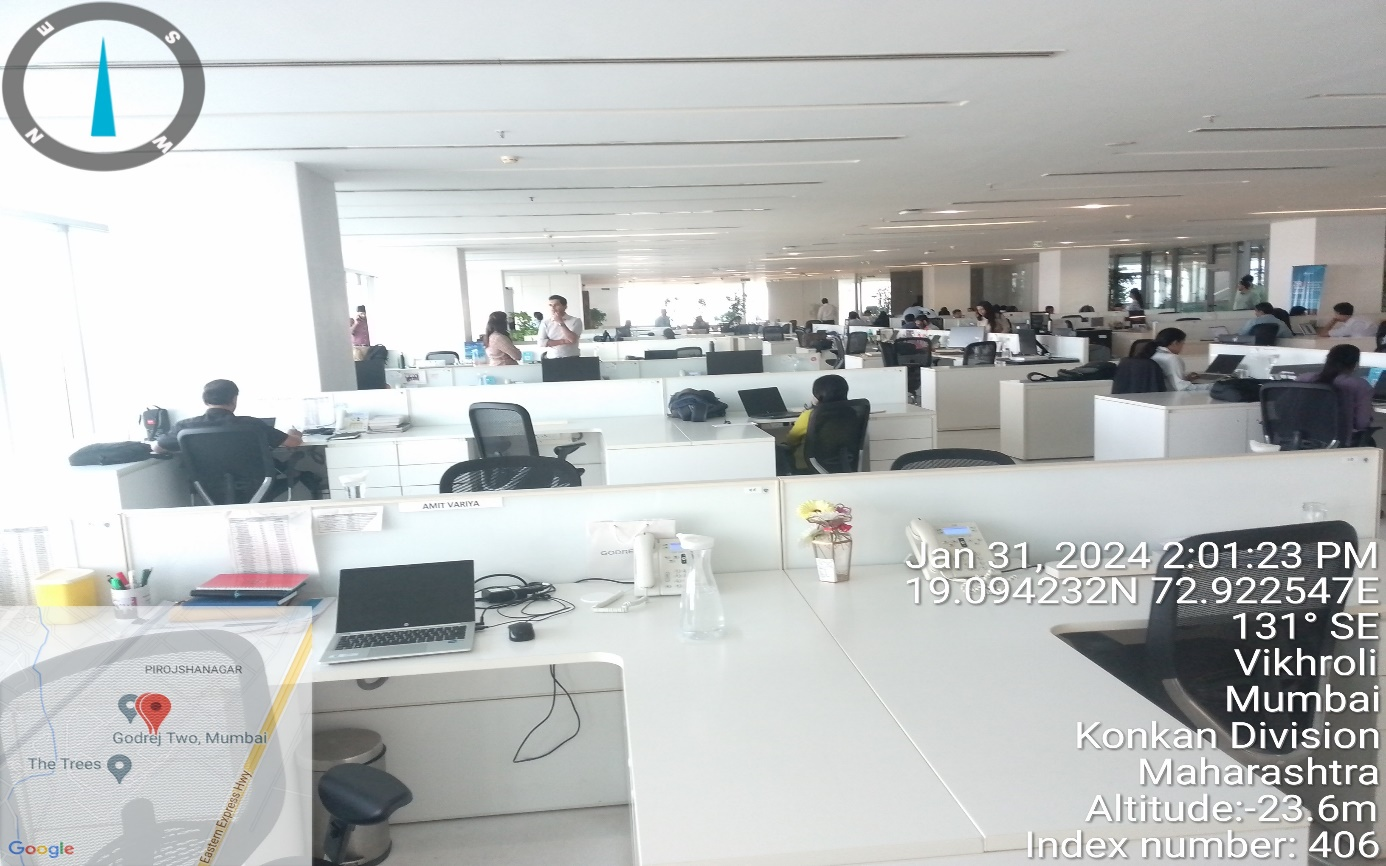 E
S
N
W
AMIT VARIYA
Jan 31, 2024 2:01:23 PM
19.094232N 72.922547E
131° SE
Vikhroli
Mumbai
Konkan Division
Maharashtra
Altitude:-23.6m
Index number: 406
PIROJSHANAGAR
Godrej Two, Mumbai
The Trees
Eastern Express Hwy
Google